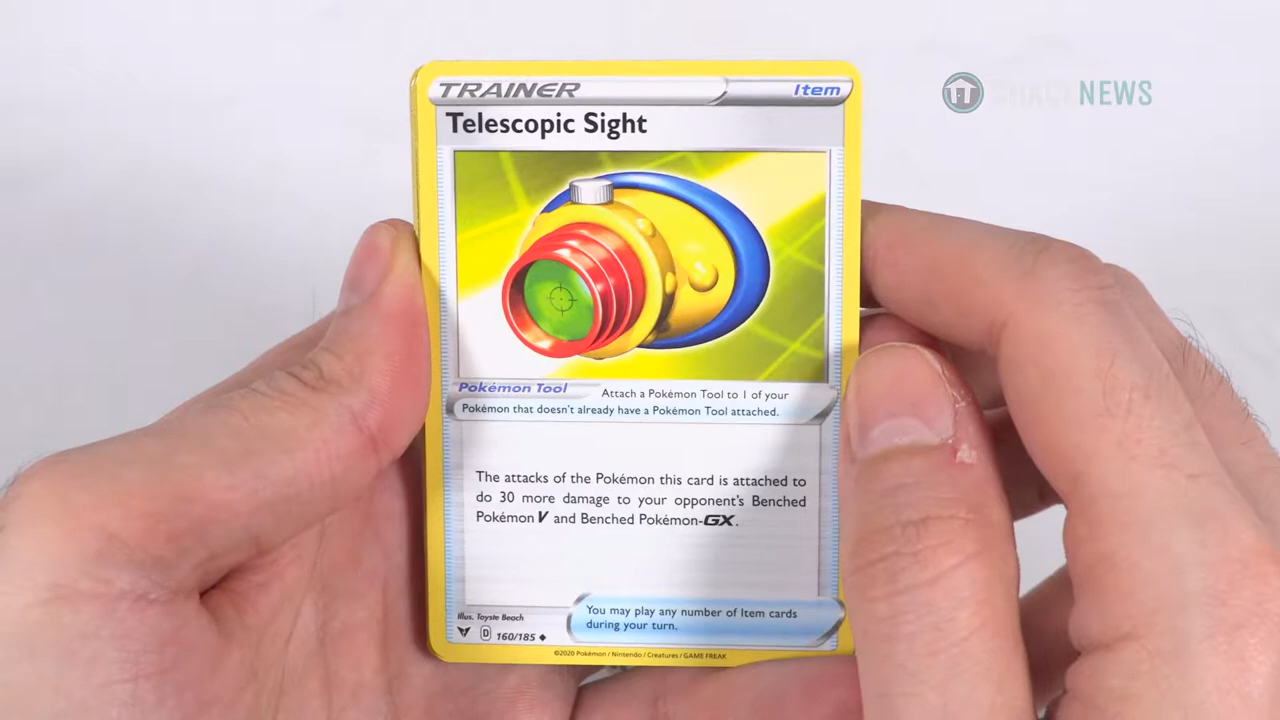 TRAINER
Item
NEWS
Telescopic Sight
Pokémon Tool
Attach a Pokémon Tool to 1 of your
Pokémon that doesn't already have a Pokémon Tool attached.
The attacks of the Pokémon this card is attached to
do 30 more damage to your opponent's Benched
Pokémon V and Benched Pokémon-GX.
You may play any number of Item cards
during your turn.
Illus. Toyste Beach
D 160/185
©2020 Pokémon / Nintendo / Creatures / GAME FREAK